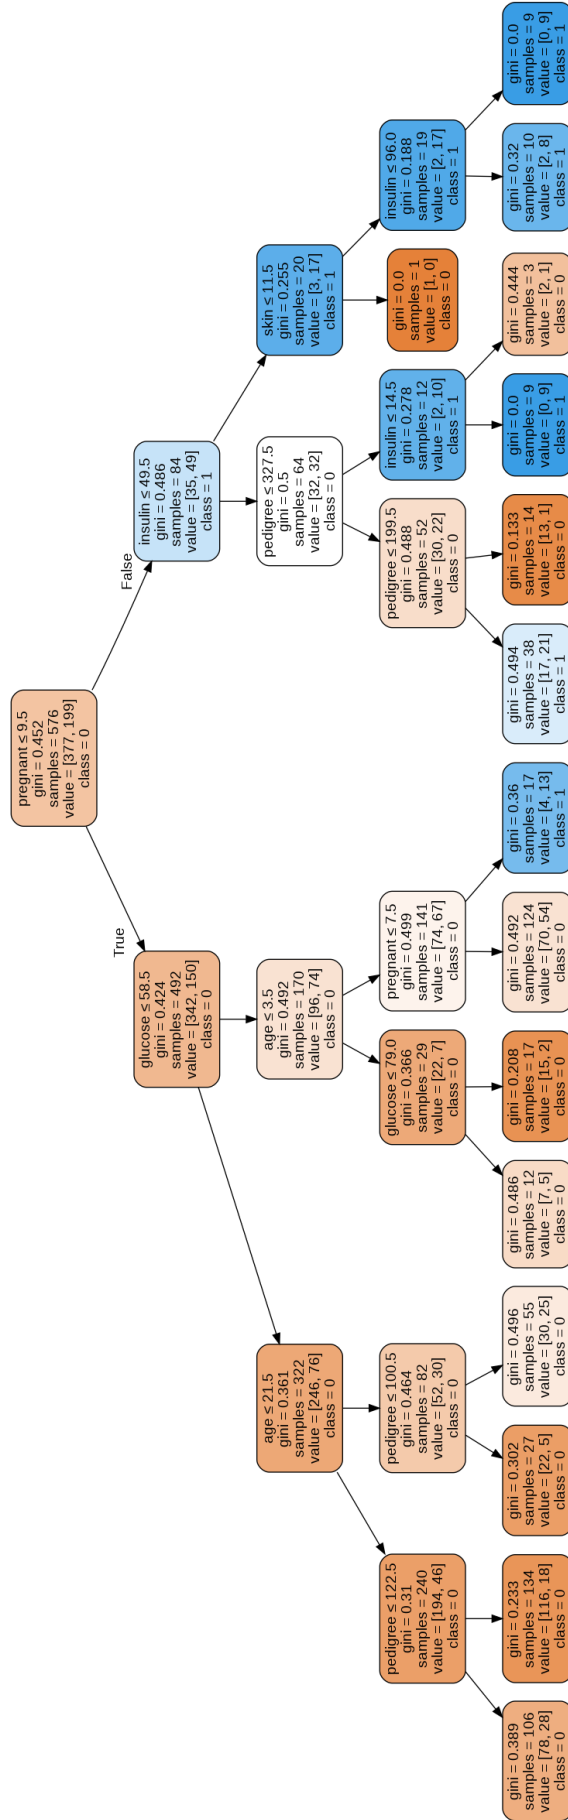 pregnant ≤ 9.5
gini = 0.452
samples = 576
value = [377, 199]
class = 0
True
False
glucose ≤ 58.5
gini = 0.424
samples = 492
value = [342, 150]
class = 0
insulin ≤ 49.5
gini = 0.486
samples = 84
value = [35, 49]
class = 1
age ≤ 21.5
gini = 0.361
samples = 322
value = [246, 76]
class = 0
age ≤ 3.5
gini = 0.492
samples = 170
value = [96, 74]
class = 0
pedigree ≤ 327.5
gini = 0.5
samples = 64
value = [32, 32]
class = 0
skin ≤ 11.5
gini = 0.255
samples = 20
value = [3, 17]
class = 1
pedigree ≤ 122.5
gini = 0.31
samples = 240
value = [194, 46]
class = 0
pedigree ≤ 100.5
gini = 0.464
samples = 82
value = [52, 30]
class = 0
glucose ≤ 79.0
gini = 0.366
samples = 29
value = [22, 7]
class = 0
pregnant ≤ 7.5
gini = 0.499
samples = 141
value = [74, 67]
class = 0
pedigree ≤ 199.5
gini = 0.488
samples = 52
value = [30, 22]
class = 0
insulin ≤ 14.5
gini = 0.278
samples = 12
value = [2, 10]
class = 1
gini = 0.0
samples = 1
value = [1, 0]
class = 0
insulin ≤ 96.0
gini = 0.188
samples = 19
value = [2, 17]
class = 1
gini = 0.389
samples = 106
value = [78, 28]
class = 0
gini = 0.233
samples = 134
value = [116, 18]
class = 0
gini = 0.302
samples = 27
value = [22, 5]
class = 0
gini = 0.496
samples = 55
value = [30, 25]
class = 0
gini = 0.486
samples = 12
value = [7, 5]
class = 0
gini = 0.208
samples = 17
value = [15, 2]
class = 0
gini = 0.492
samples = 124
value = [70, 54]
class = 0
gini = 0.36
samples = 17
value = [4, 13]
class = 1
gini = 0.494
samples = 38
value = [17, 21]
class = 1
gini = 0.133
samples = 14
value = [13, 1]
class = 0
gini = 0.0
samples = 9
value = [0, 9]
class = 1
gini = 0.444
samples = 3
value = [2, 1]
class = 0
gini = 0.32
samples = 10
value = [2, 8]
class = 1
gini = 0.0
samples = 9
value = [0, 9]
class = 1